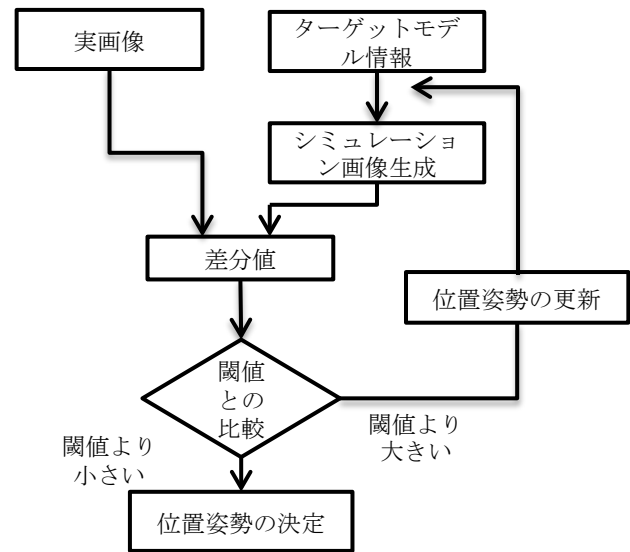 実画像
ターゲットモデ
ル情報
シミュレーショ
ン画像生成
差分値
位置姿勢の更新
閾値
との
比較
閾値より
大きい
閾値より
小さい
位置姿勢の決定